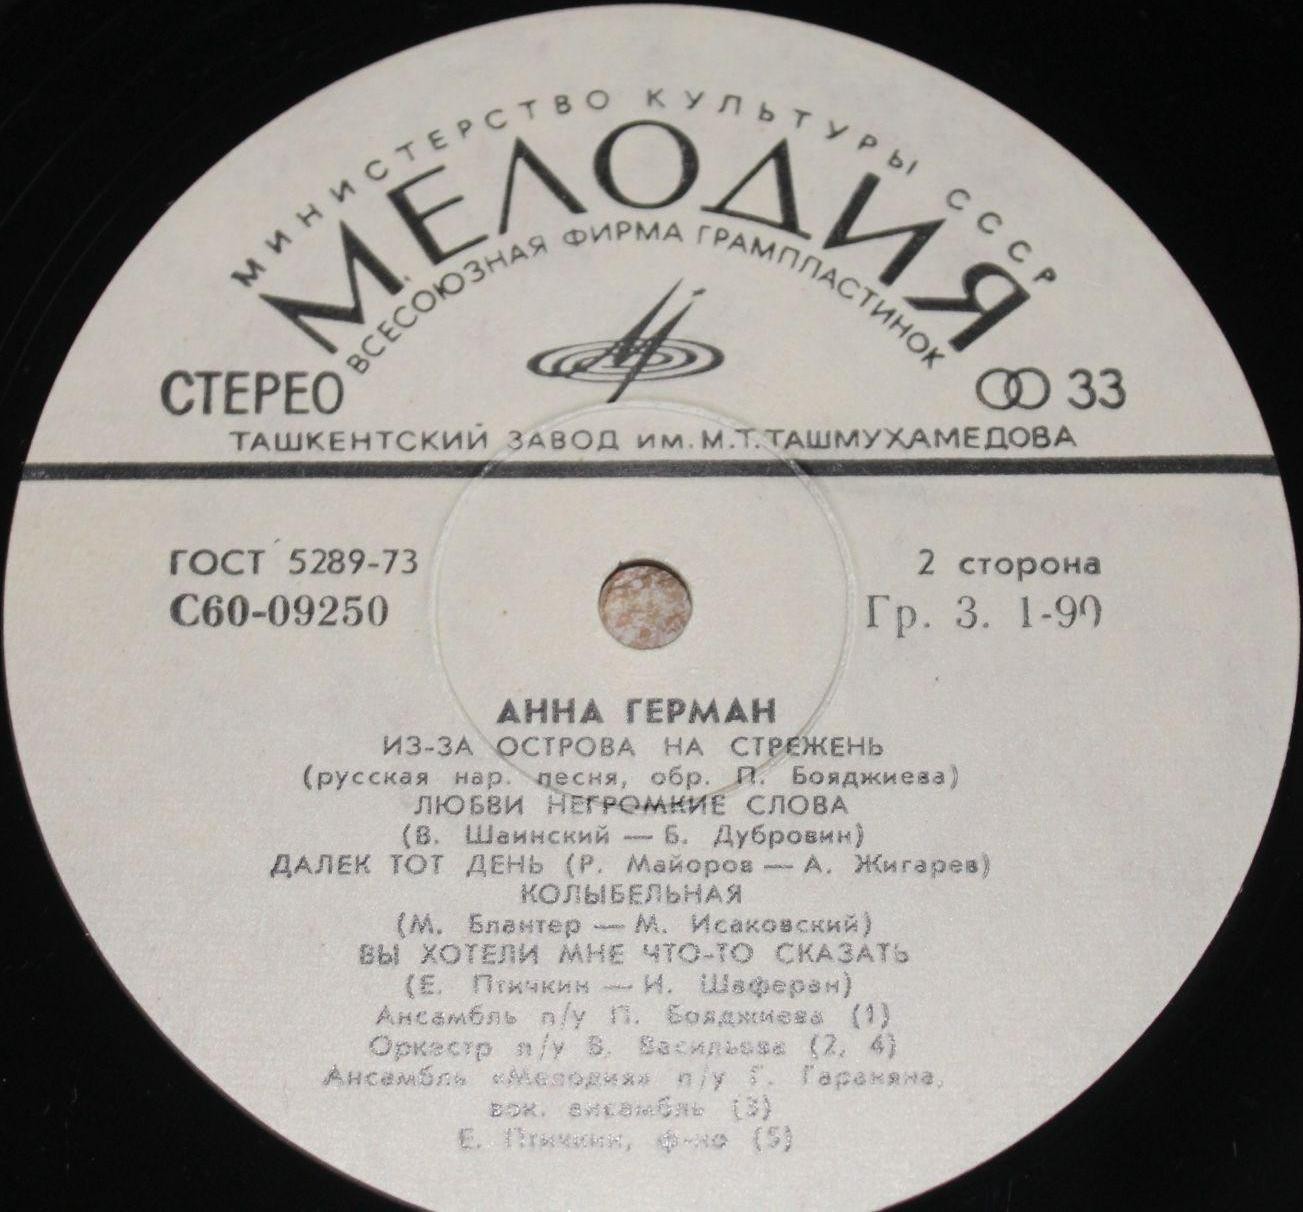 МИНИСТЕРСТВО КУЛЬТУРЫ СССР
МЕЛОДИЯ
ВСЕСОЮЗНАЯ ФИРМА ГРАМПЛАСТИНОК
СТЕРЕО
33
ТАШКЕНТСКИЙ ЗАВОД им. М.Т. ТАШМУХАМЕДОВА
ГОСТ 5289-73
2 сторона
С60-09250
Гр. 3. 1-90
АННА ГЕРМАН
ИЗ-ЗА ОСТРОВА НА СТРЕЖЕНЬ
(русская нар. песня, обр. П. Бояджиева)
ЛЮБВИ НЕГРОМКИЕ СЛОВА
(В. Шаинский — Б. Дубровин)
ДАЛЕК ТОТ ДЕНЬ (Р. Майоров — А. Жигарев)
КОЛЫБЕЛЬНАЯ
(М. Блантер — М. Исаковский)
ВЫ ХОТЕЛИ МНЕ ЧТО-ТО СКАЗАТЬ
(Е. Птичкин — И. Шаферан)
Ансамбль п/у П. Бояджиева (1)
Оркестр п/у В. Васильева (2, 4)
Ансамбль «Мелодия» п/у Г. Гараняна,
вок. ансамбль (3)
Е. Птичкин, ф-но (5)